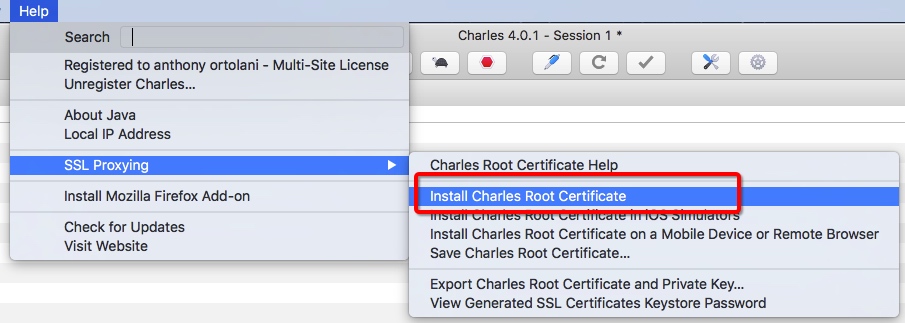 Help
Search
Charles 4.0.1 - Session 1 *
Registered to anthony ortolani - Multi-Site License
Unregister Charles...
About Java
Local IP Address
SSL Proxying
Charles Root Certificate Help
Install Mozilla Firefox Add-on
Install Charles Root Certificate
Install Charles Root Certificate in iOS Simulators
Check for Updates
Install Charles Root Certificate on a Mobile Device or Remote Browser
Visit Website
Save Charles Root Certificate...
Export Charles Root Certificate and Private Key...
View Generated SSL Certificates Keystore Password